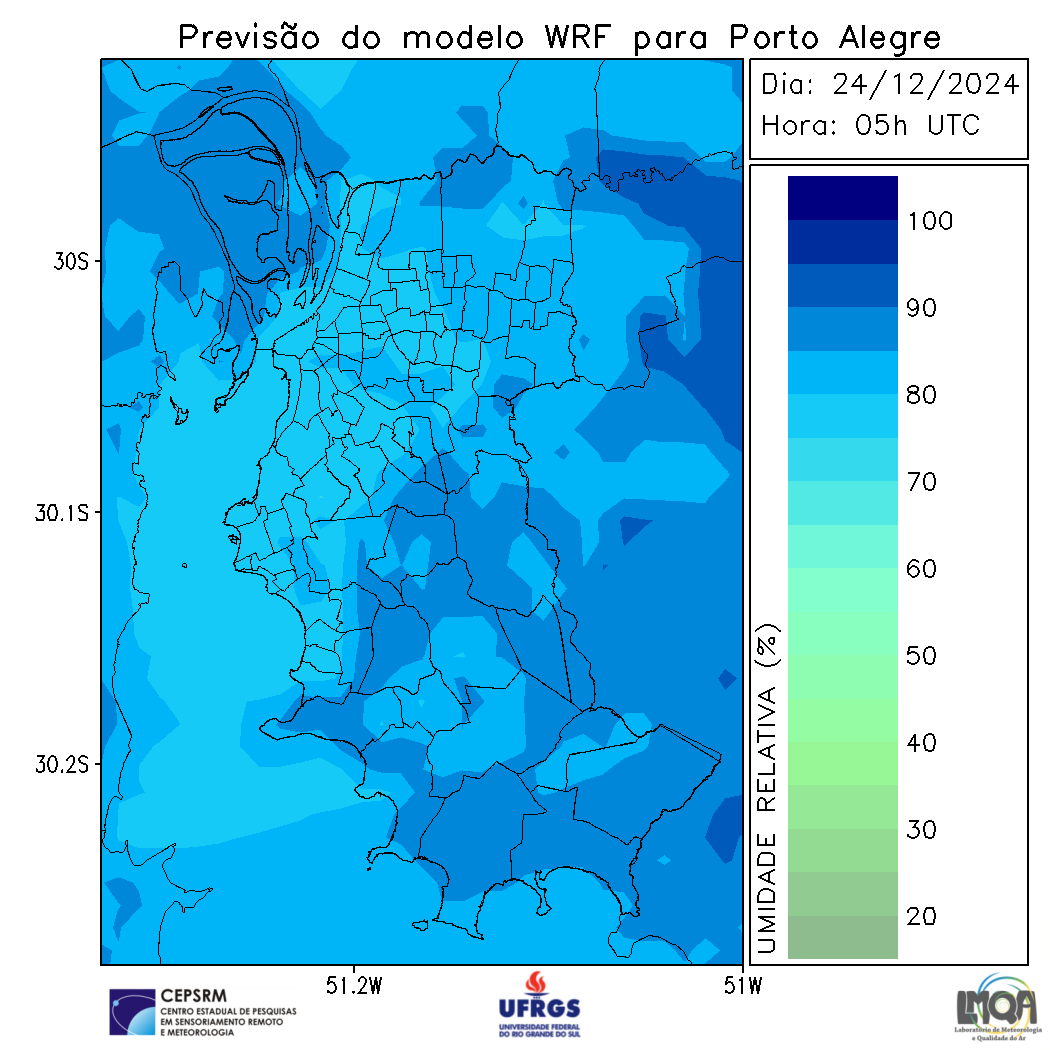 Previsão do modelo WRF para Porto Alegre
Dia: 24/12/2024
Hora: 05h UTC
30S
30.1S
30.2S
51.2W
51W
100
90
80
70
60
50
40
30
20
UMIDADE RELATIVA (%)
CEPSRM
CENTRO ESTADUAL DE PESQUISAS
EM SENSORIAMENTO REMOTO
E METEOROLOGIA
UFRGS
UNIVERSIDADE FEDERAL
DO RIO GRANDE DO SUL
LMQA
Laboratório de Meteorologia
e Qualidade do Ar